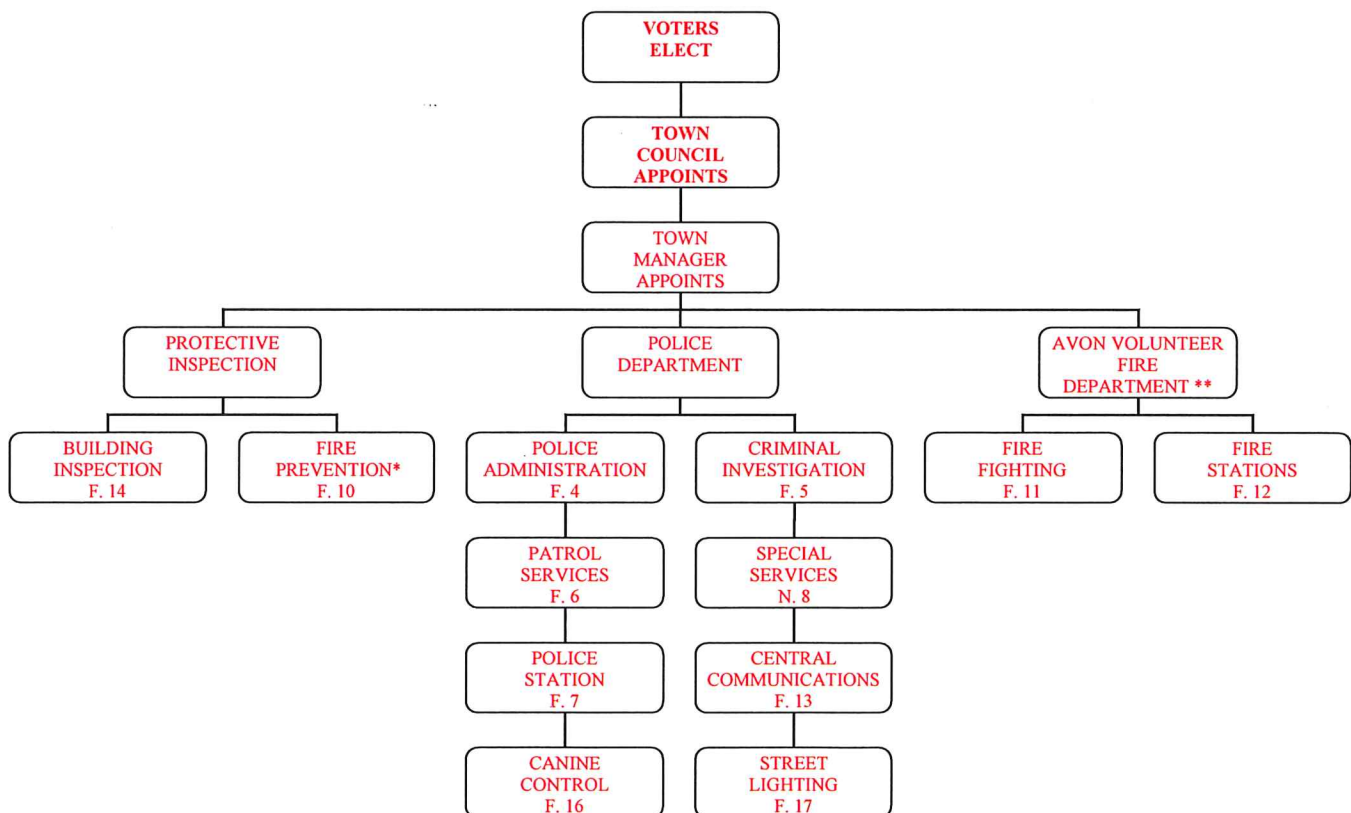 VOTERS
ELECT
TOWN
COUNCIL
APPOINTS
TOWN
MANAGER
APPOINTS
PROTECTIVE
INSPECTION
POLICE
DEPARTMENT
AVON VOLUNTEER
FIRE
DEPARTMENT **
BUILDING
INSPECTION
F. 14
FIRE
PREVENTION*
F. 10
POLICE
ADMINISTRATION
F. 4
CRIMINAL
INVESTIGATION
F. 5
FIRE
FIGHTING
F. 11
FIRE
STATIONS
F. 12
PATROL
SERVICES
F. 6
SPECIAL
SERVICES
N. 8
POLICE
STATION
F. 7
CENTRAL
COMMUNICATIONS
F. 13
CANINE
CONTROL
F. 16
STREET
LIGHTING
F. 17